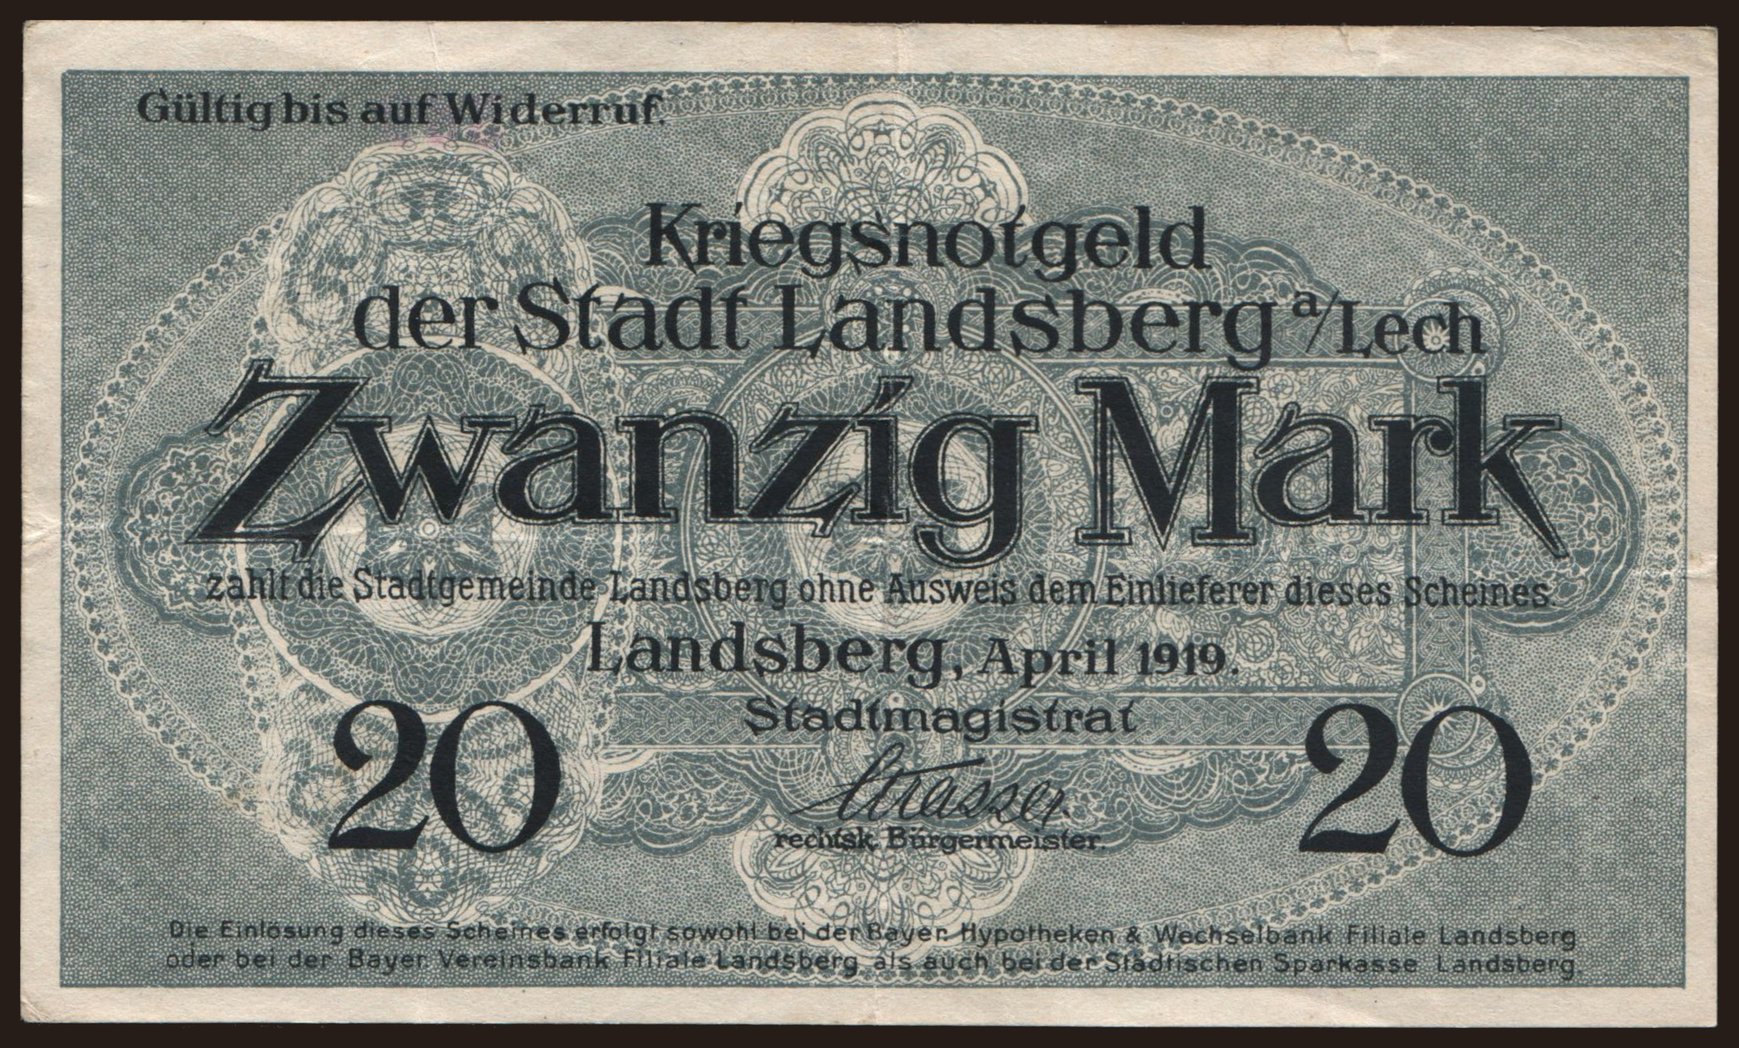 Gültig bis auf Widerruf.
Kriegsnotgeld
der Stadt Landsberg a/Lech
Zwanzig Mark
zahlt die Stadtgemeinde Landsberg ohne Ausweis dem Einlieferer dieses Scheines.
Landsberg, April 1919.
Stadtmagistrat
20 20
Strasser.
rechtsk. Bürgermeister.
Die Einlösung dieses Scheines erfolgt sowohl bei der Bayer. Hypotheken & Wechselbank Filiale Landsberg
oder bei der Bayer. Vereinsbank Filiale Landsberg als auch bei der Städtischen Sparkasse Landsberg.